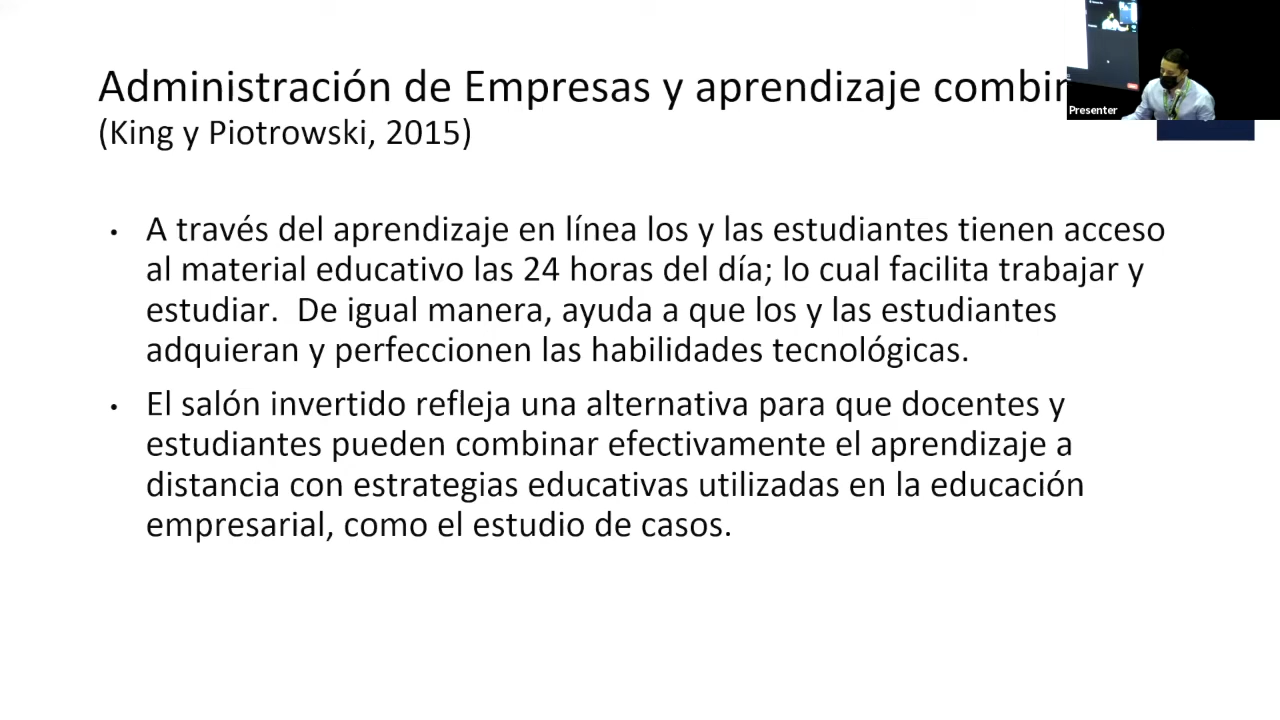 Administración de Empresas y aprendizaje combin
(King y Piotrowski, 2015)
Presenter
• A través del aprendizaje en línea los y las estudiantes tienen acceso
al material educativo las 24 horas del día; lo cual facilita trabajar y
estudiar.  De igual manera, ayuda a que los y las estudiantes
adquieran y perfeccionen las habilidades tecnológicas.
• El salón invertido refleja una alternativa para que docentes y
estudiantes pueden combinar efectivamente el aprendizaje a
distancia con estrategias educativas utilizadas en la educación
empresarial, como el estudio de casos.